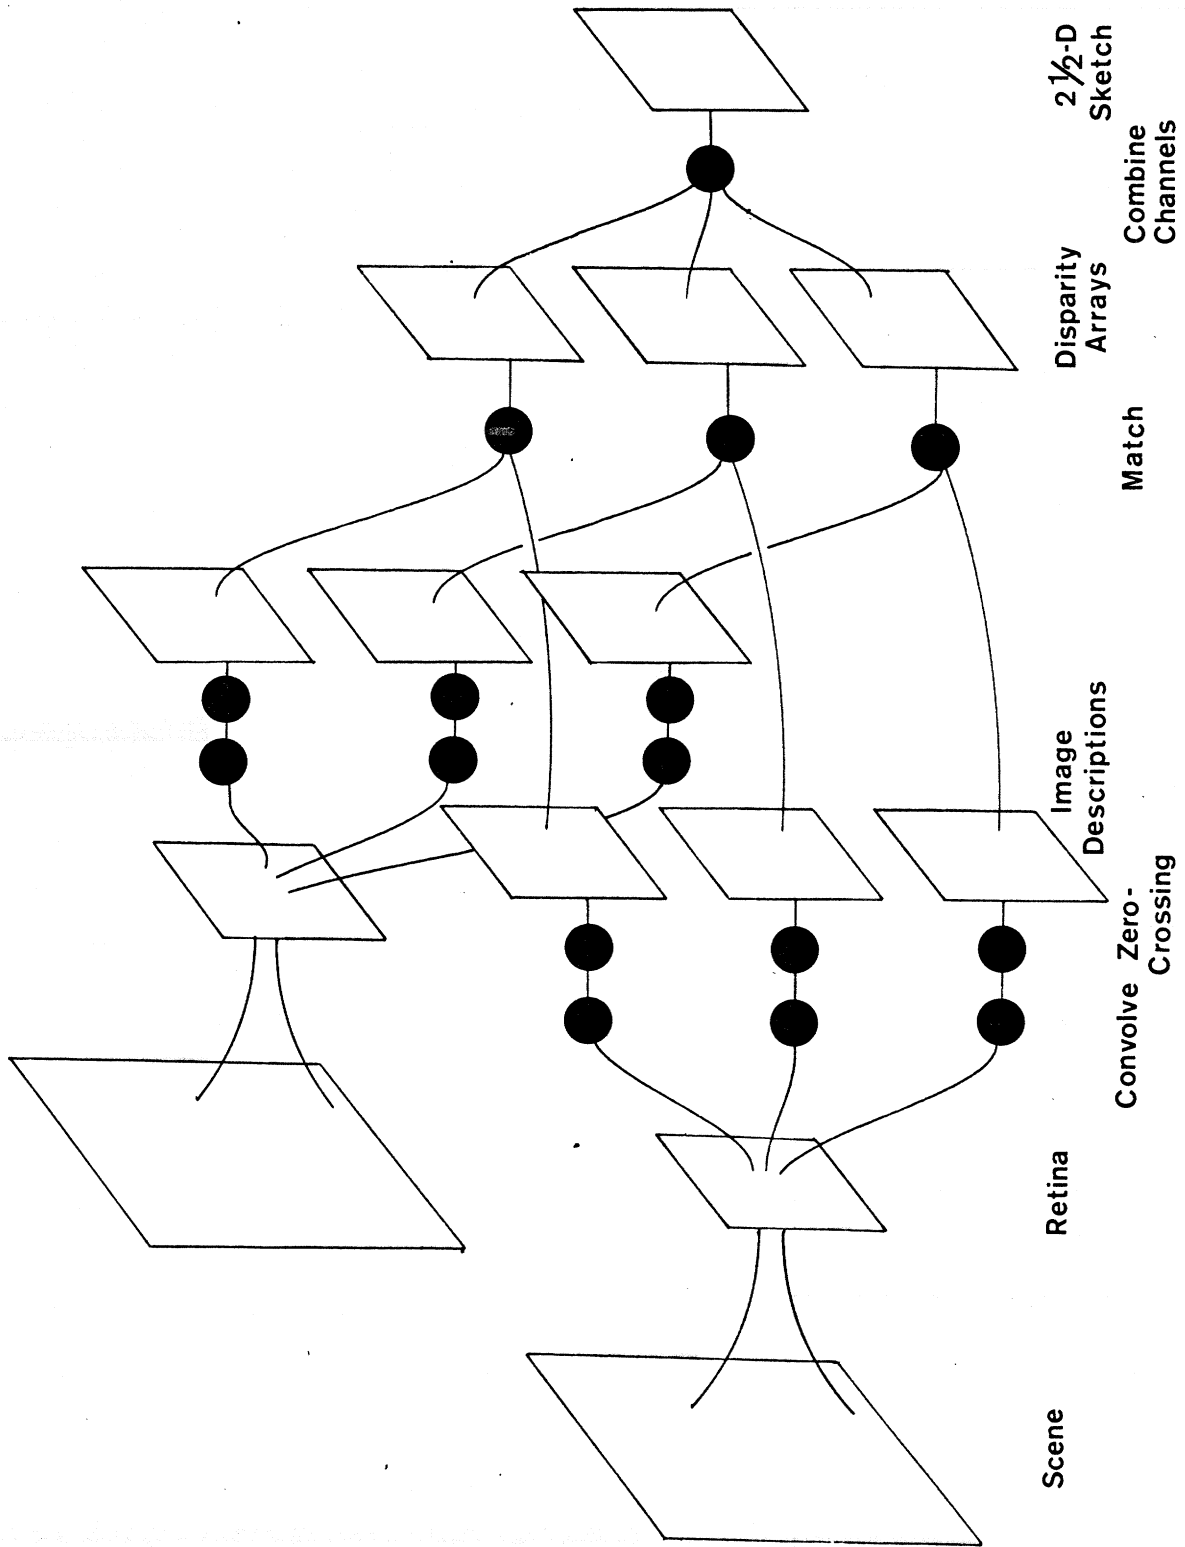 Scene
Retina
Convolve
Zero-
Crossing
Image
Descriptions
Match
Disparity
Arrays
Combine
Channels
2½-D
Sketch